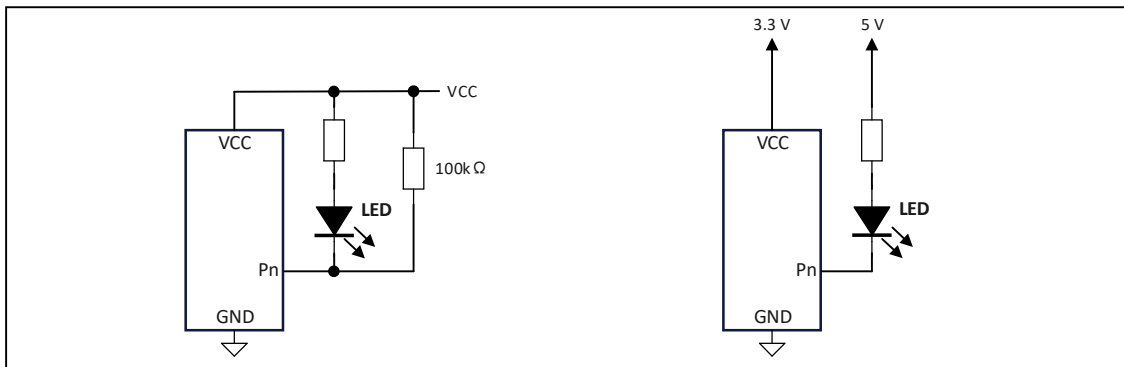 VCC
VCC
100kΩ
LED
Pn
GND
3.3 V
5 V
VCC
LED
Pn
GND